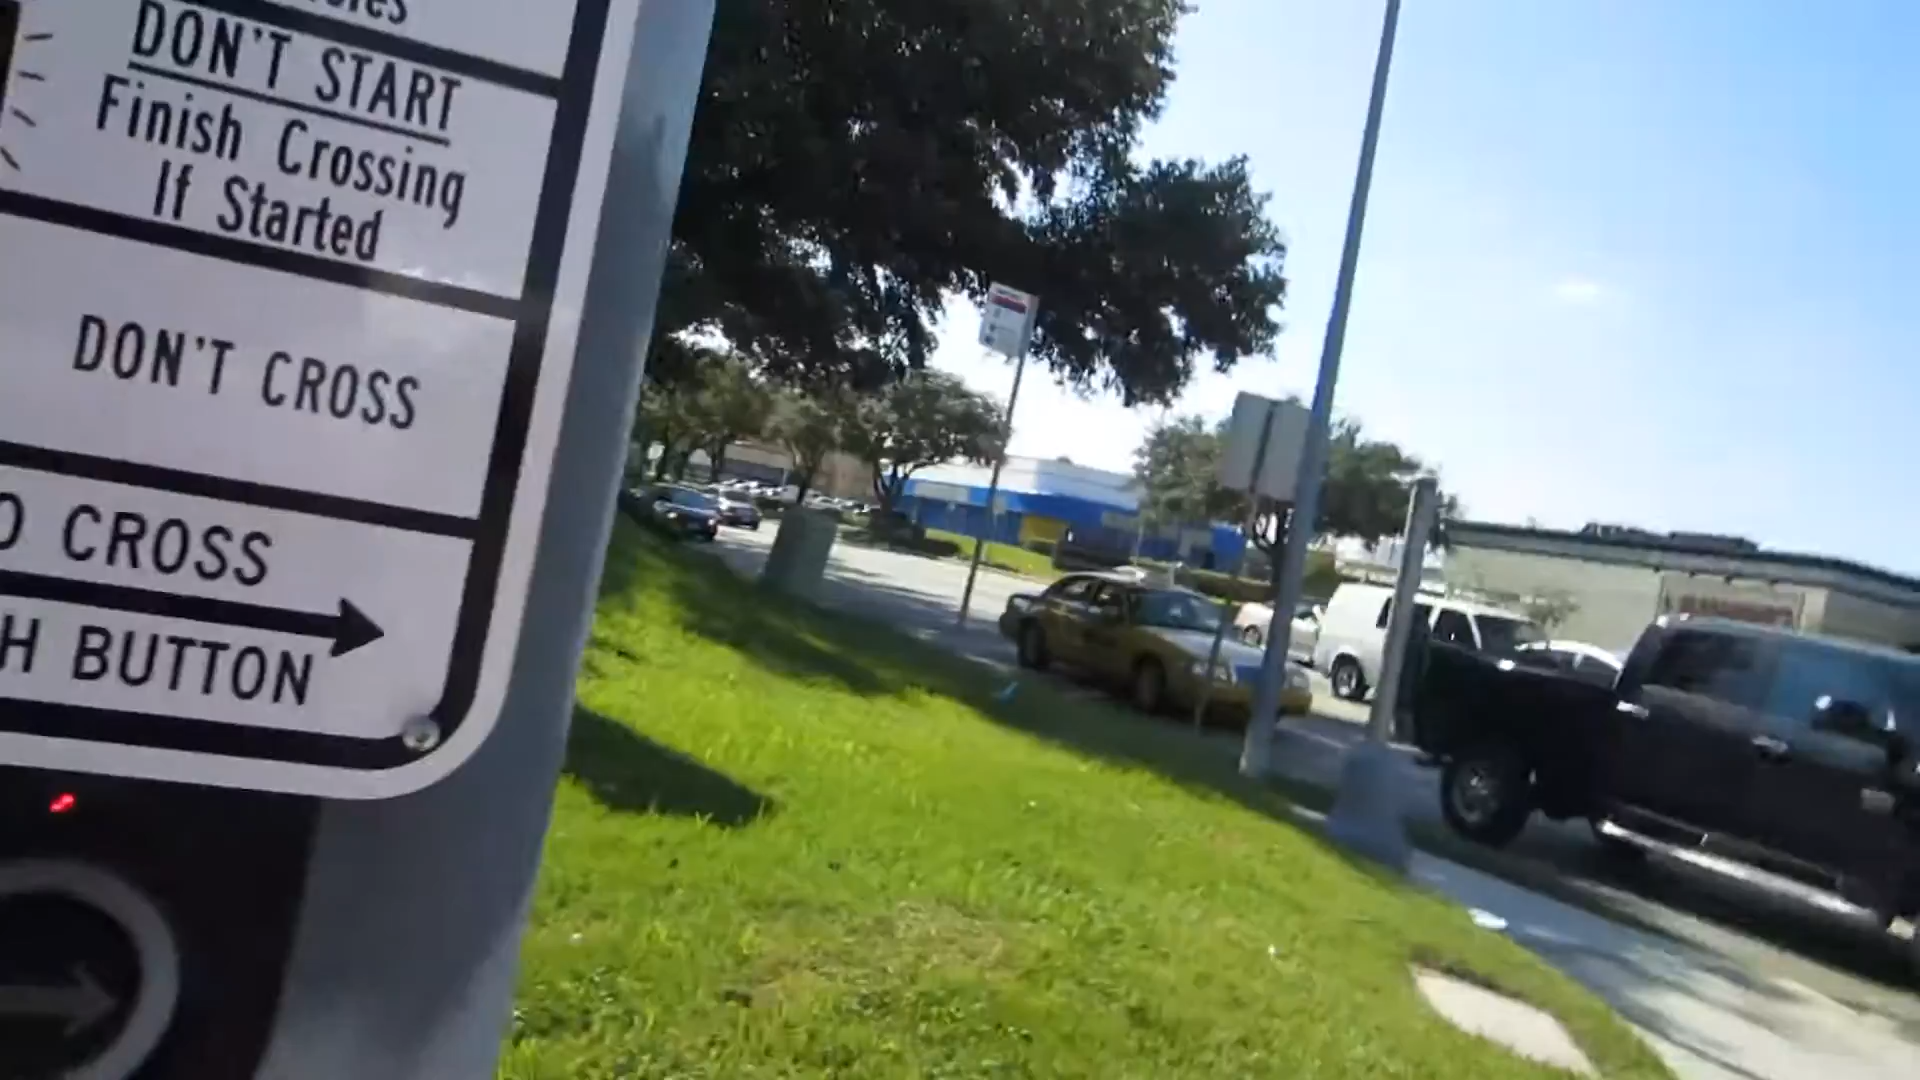 DON'T START
Finish Crossing
If Started
DON'T CROSS
CROSS
BUTTON